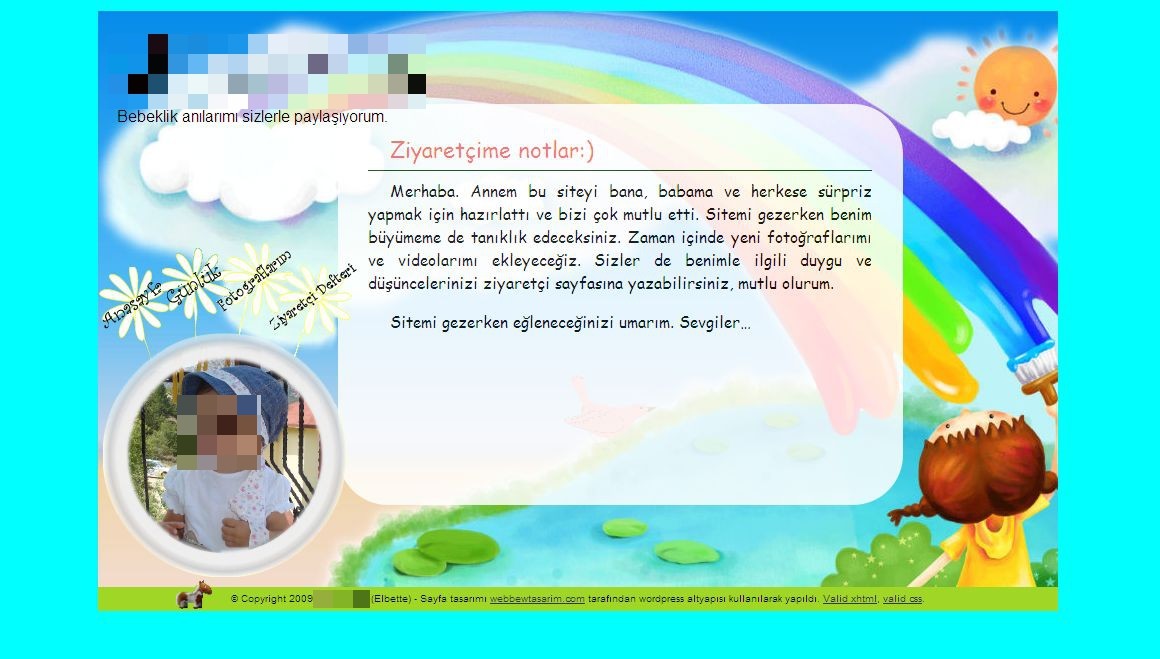 Bebeklik anılarımı sizlerle paylaşıyorum.
Ziyaretçime notlar:)
Merhaba. Annem bu siteyi bana, babama ve herkese sürpriz
yapmak için hazırlattı ve bizi çok mutlu etti. Sitemi gezerken benim
büyümeme de tanıklık edeceksiniz. Zaman içinde yeni fotoğraflarımı
ve videolarımı ekleyeceğiz. Sizler de benimle ilgili duygu ve
düşüncelerinizi ziyaretçi sayfasına yazabilirsiniz, mutlu olurum.
Sitemi gezerken eğleneceğinizi umarım. Sevgiler...
Anasayfa
Günlük
Fotoğraflarım
Ziyaretçi Defteri
© Copyright 2009 (Elbette) - Sayfa tasarımı webbewtasarim.com tarafından wordpress altyapısı kullanılarak yapıldı. Valid xhtml, valid css.